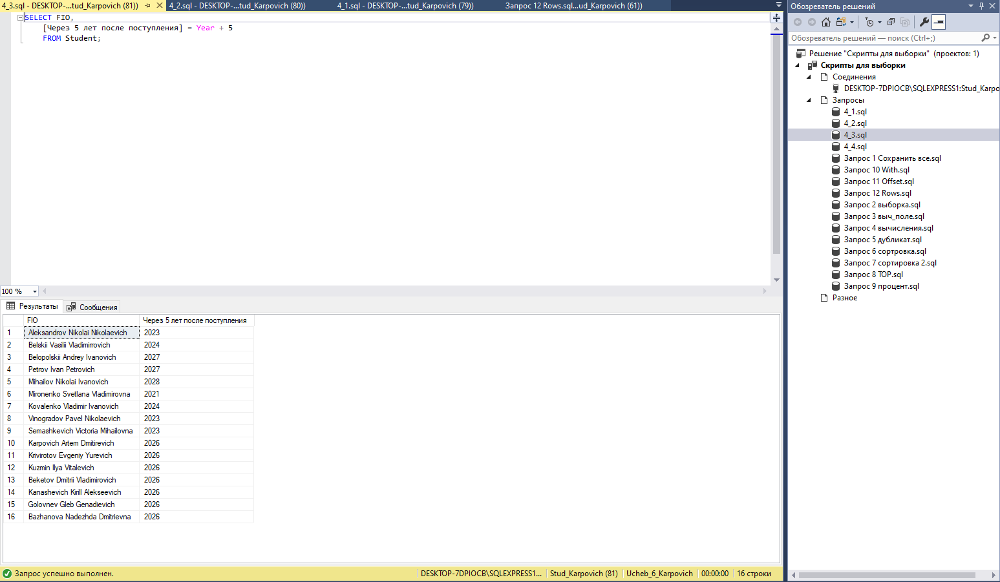 4_3.sql - DESKTOP-...tud_Karpovich (81))
4_2.sql - DESKTOP-...tud_Karpovich (80))
4_1.sql - DESKTOP-...tud_Karpovich (79))
Запрос 12 Rows.sql...ud_Karpovich (61))
SELECT FIO,
[Через 5 лет после поступления] = Year + 5
FROM Student;
100 %
Результаты
Сообщения
FIO Через 5 лет после поступления
1 Aleksandrov Nikolai Nikolaevich 2023
2 Belskii Vasilii Vladimirrovich 2024
3 Belopolskii Andrey Ivanovich 2027
4 Petrov Ivan Petrovich 2027
5 Mihailov Nikolai Ivanovich 2028
6 Mironenko Svetlana Vladimirovna 2021
7 Kovalenko Vladimir Ivanovich 2024
8 Vinogradov Pavel Nikolaevich 2023
9 Semashkevich Victoria Mihailovna 2023
10 Karpovich Artem Dmitirevich 2026
11 Krivirotov Evgeniy Yurevich 2026
12 Kuzmin Ilya Vitalevich 2026
13 Beketov Dmitrii Vladimirovich 2026
14 Kanashevich Kirill Alekseevich 2026
15 Golovnev Gleb Genadievich 2026
16 Bazhanova Nadezhda Dmitrievna 2026
Запрос успешно выполнен.
DESKTOP-7DPIOCB\SQLEXPRESS1...
Stud_Karpovich (81)
Ucheb_6_Karpovich
00:00:00
16 строки
Обозреватель решений
Обозреватель решений — поиск (Ctrl+;)
Решение "Скрипты для выборки" (проектов: 1)
Скрипты для выборки
Соединения
DESKTOP-7DPIOCB\SQLEXPRESS1:Stud_Karpo
Запросы
4_1.sql
4_2.sql
4_3.sql
4_4.sql
Запрос 1 Сохранить все.sql
Запрос 10 With.sql
Запрос 11 Offset.sql
Запрос 12 Rows.sql
Запрос 2 выборка.sql
Запрос 3 выч_поле.sql
Запрос 4 вычисления.sql
Запрос 5 дубликат.sql
Запрос 6 сортровка.sql
Запрос 7 сортировка 2.sql
Запрос 8 TOP.sql
Запрос 9 процент.sql
Разное